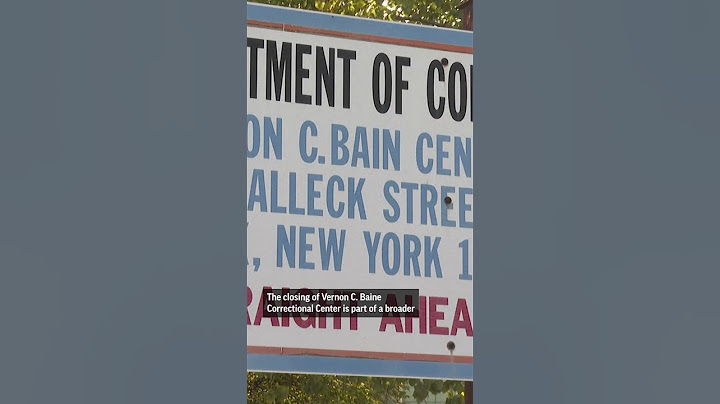 TMENT OF CO
ON C.BAIN CEN
ALLECK STREE
, NEW YORK 1
The closing of Vernon C. Baine
Correctional Center is part of a broader
RAIGHT AHEA